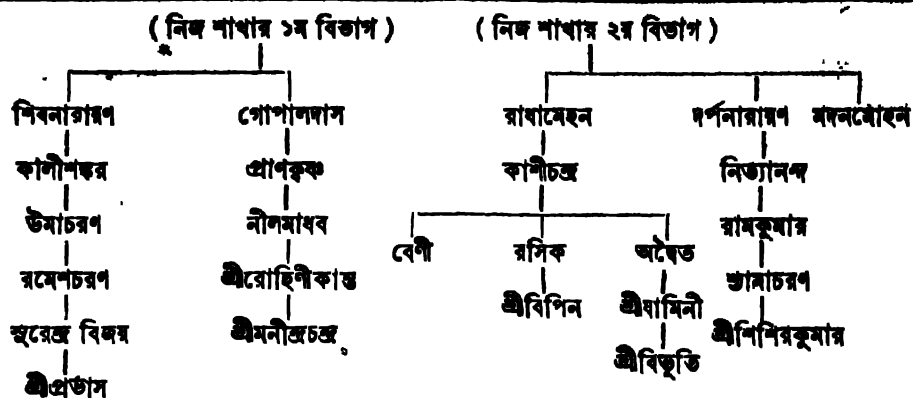 ( নিজ শাখার ১ম বিভাগ ) ( নিজ শাখার ২য় বিভাগ )
শিবনারায়ণ গোপালদাস রাধামেহন দর্পনারায়ণ মদনমোহন
কালীশঙ্কর প্রাণকৃষ্ণ কাশীচন্দ্র নিত্যানন্দ
উমাচরণ নীলমাধব বেণী রসিক অদ্বৈত রামকুমার
রমেশচরণ শ্রীরোহিণীকান্ত শ্রীবিপিন শ্রীযামিনী শ্যামাচরণ
সুরেন্দ্র বিজয় শ্রীমনীন্দ্রচন্দ্র শ্রীবিভূতি শ্রীশিশিরকুমার
শ্রীপ্রভাস